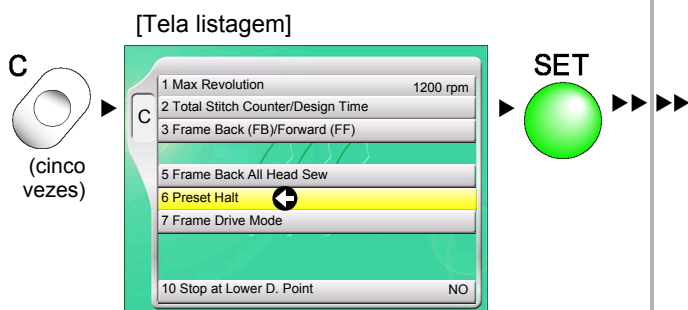 [Tela listagem]
C
(cinco
vezes)
C
1 Max Revolution 1200 rpm
2 Total Stitch Counter/Design Time
3 Frame Back (FB)/Forward (FF)
5 Frame Back All Head Sew
6 Preset Halt
7 Frame Drive Mode
10 Stop at Lower D. Point NO
SET